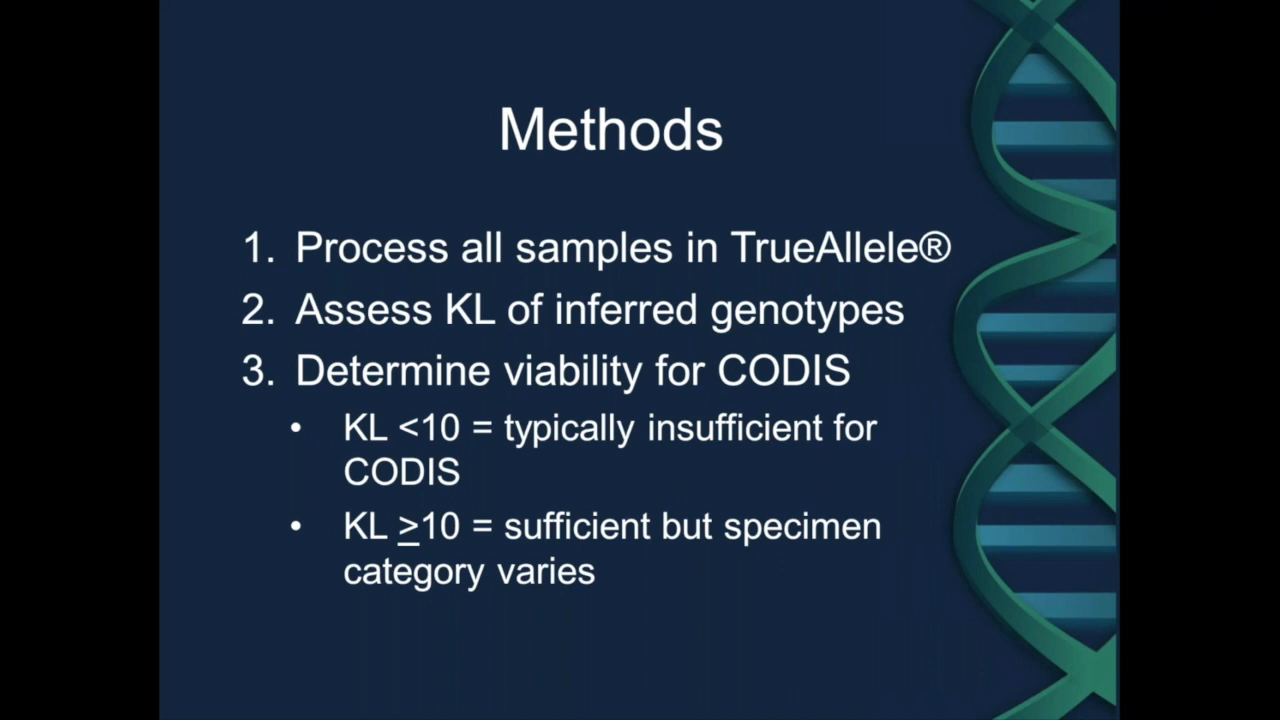 Methods
1. Process all samples in TrueAllele®
2. Assess KL of inferred genotypes
3. Determine viability for CODIS
• KL <10 = typically insufficient for
CODIS
• KL >10 = sufficient but specimen
category varies